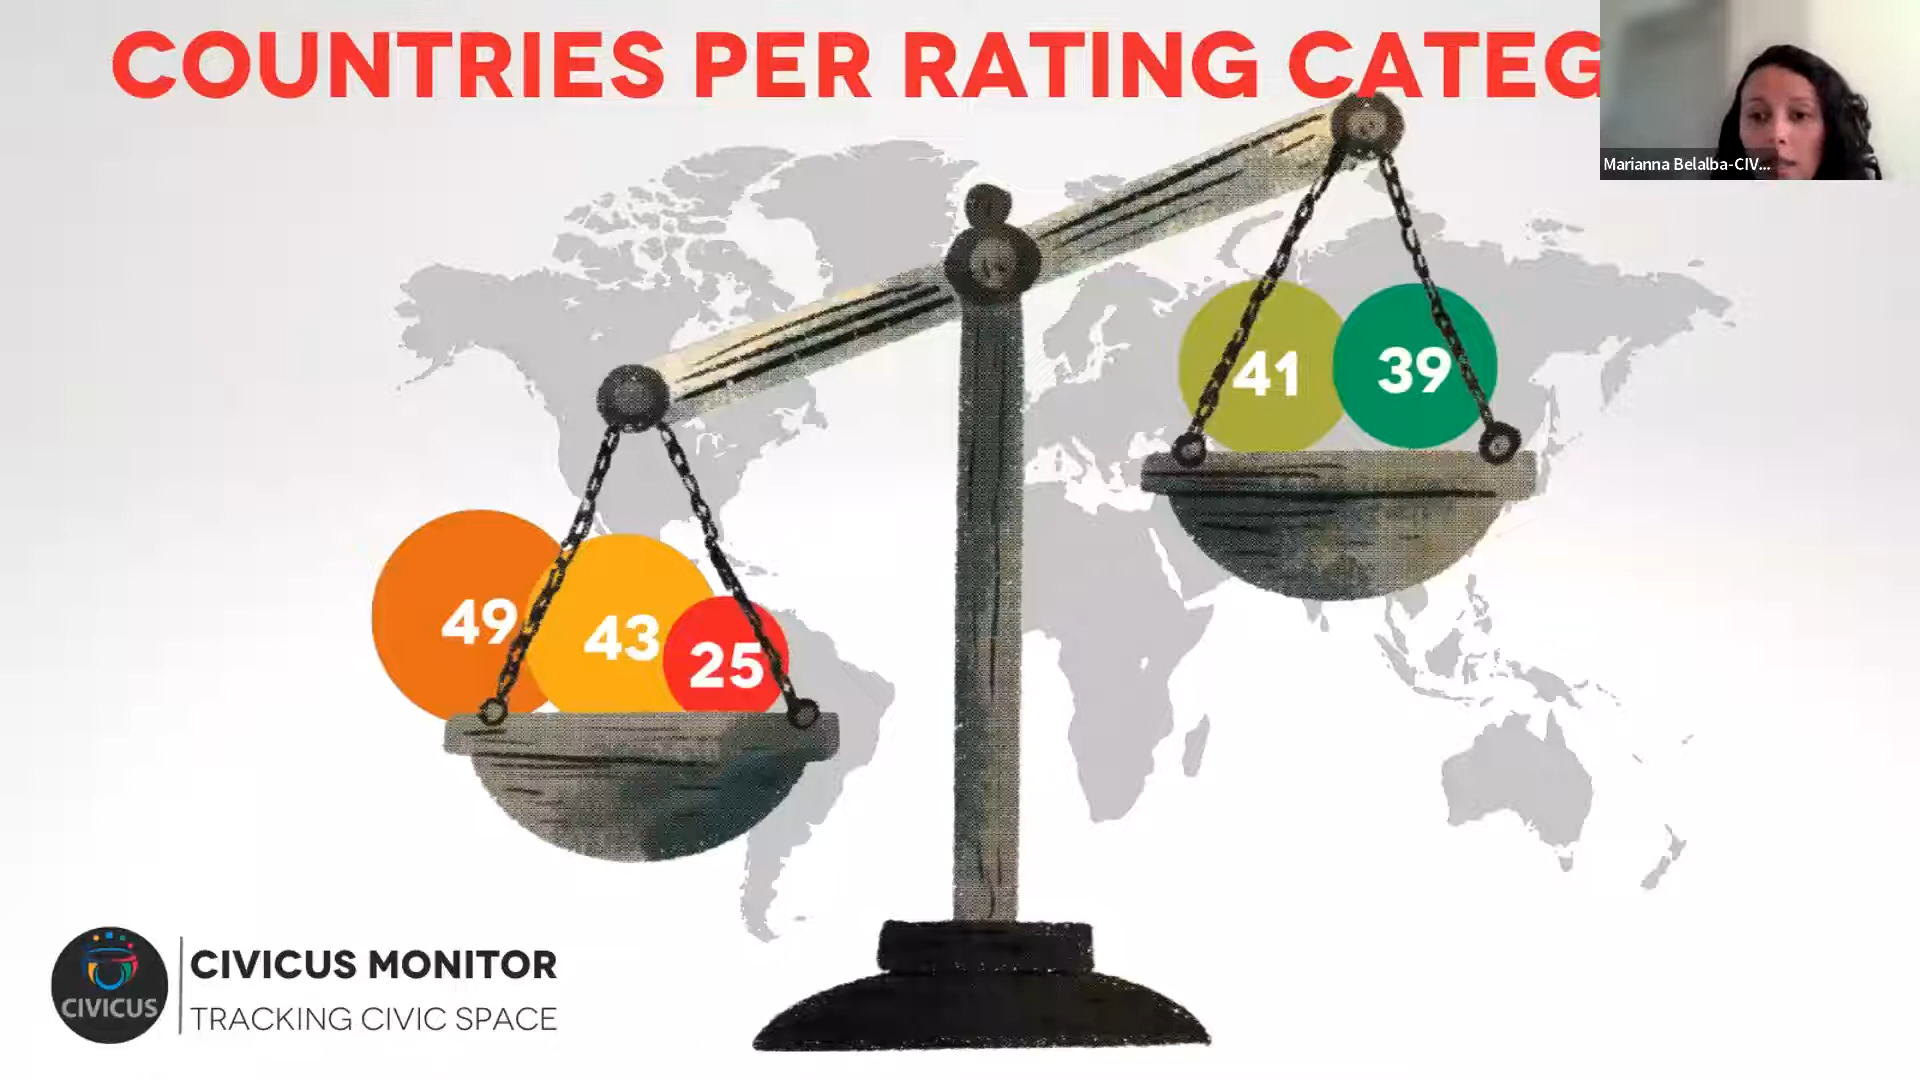 COUNTRIES PER RATING CATEG
Marianna Belalba-CIV...
41
39
49
43
25
CIVICUS
CIVICUS MONITOR
TRACKING CIVIC SPACE